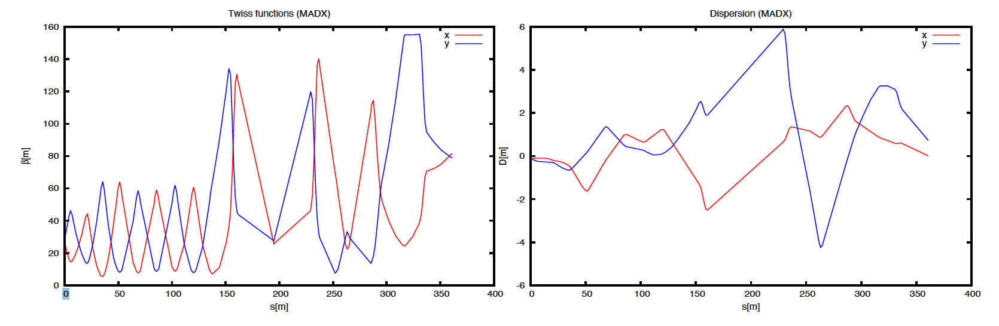 Twiss functions (MADX)
160
140
120
100
80
60
40
20
0
β[m]
x
y
0 50 100 150 200 250 300 350 400
s[m]
Dispersion (MADX)
6
4
2
0
-2
-4
-6
D[m]
x
y
0 50 100 150 200 250 300 350 400
s[m]